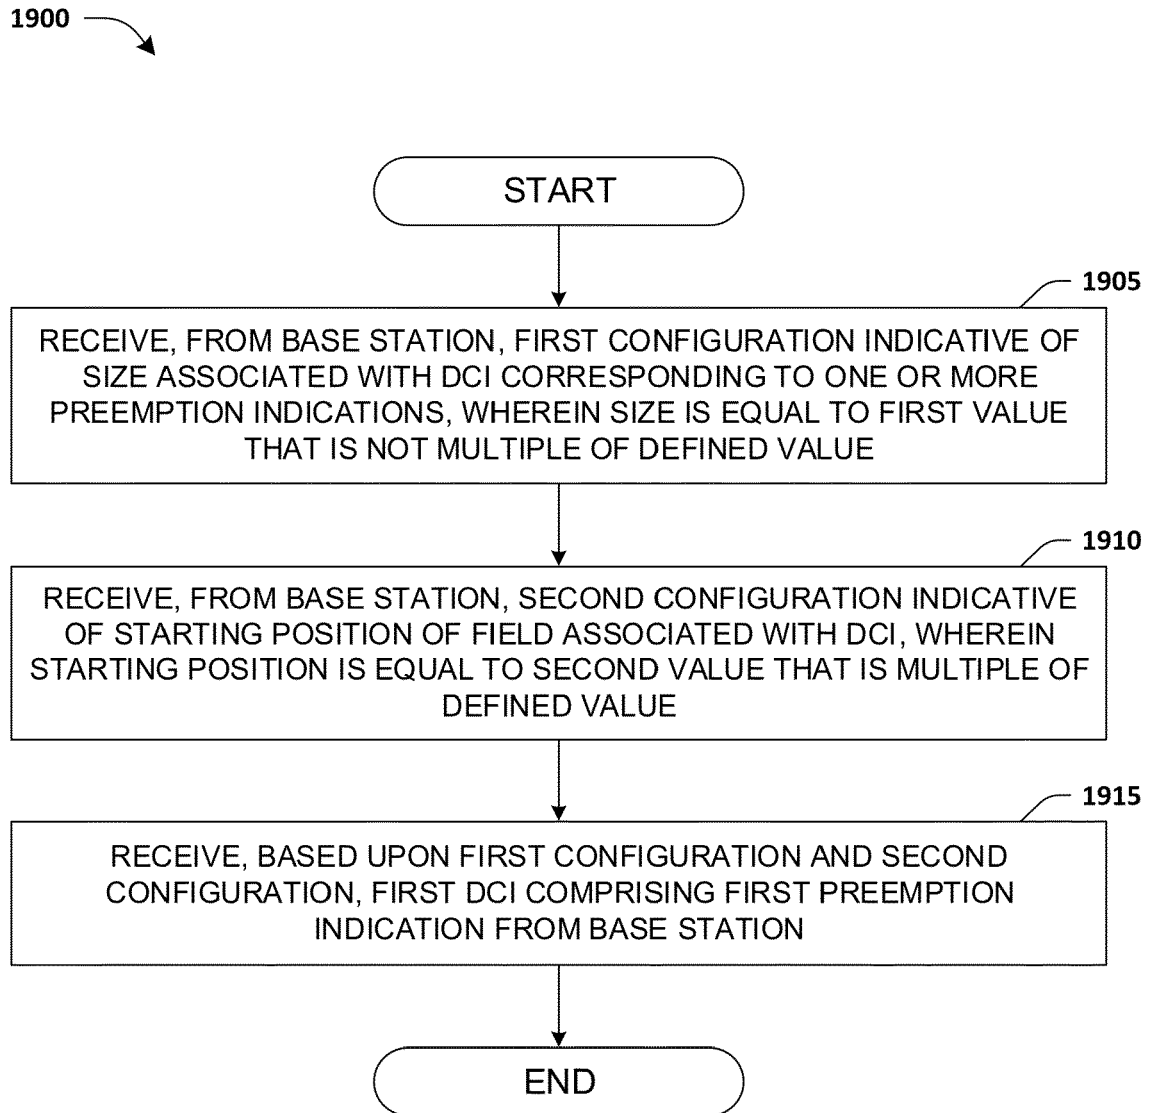 1900
START
1905
RECEIVE, FROM BASE STATION, FIRST CONFIGURATION INDICATIVE OF
SIZE ASSOCIATED WITH DCI CORRESPONDING TO ONE OR MORE
PREEMPTION INDICATIONS, WHEREIN SIZE IS EQUAL TO FIRST VALUE
THAT IS NOT MULTIPLE OF DEFINED VALUE
1910
RECEIVE, FROM BASE STATION, SECOND CONFIGURATION INDICATIVE
OF STARTING POSITION OF FIELD ASSOCIATED WITH DCI, WHEREIN
STARTING POSITION IS EQUAL TO SECOND VALUE THAT IS MULTIPLE OF
DEFINED VALUE
1915
RECEIVE, BASED UPON FIRST CONFIGURATION AND SECOND
CONFIGURATION, FIRST DCI COMPRISING FIRST PREEMPTION
INDICATION FROM BASE STATION
END